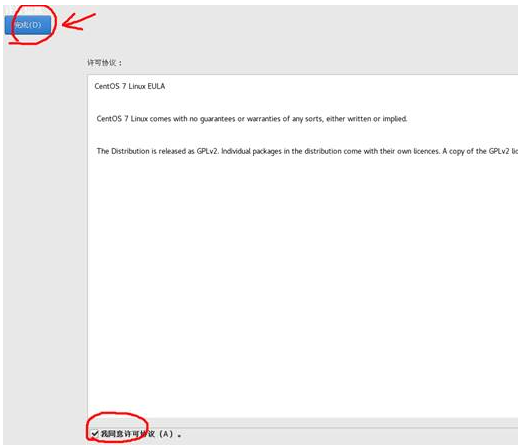 完成(D)
许可协议：
CentOS 7 Linux EULA
CentOS 7 Linux comes with no guarantees or warranties of any sorts, either written or implied.
The Distribution is released as GPLv2. Individual packages in the distribution come with their own licences. A copy of the GPLv2 lic
我同意许可协议（A）。